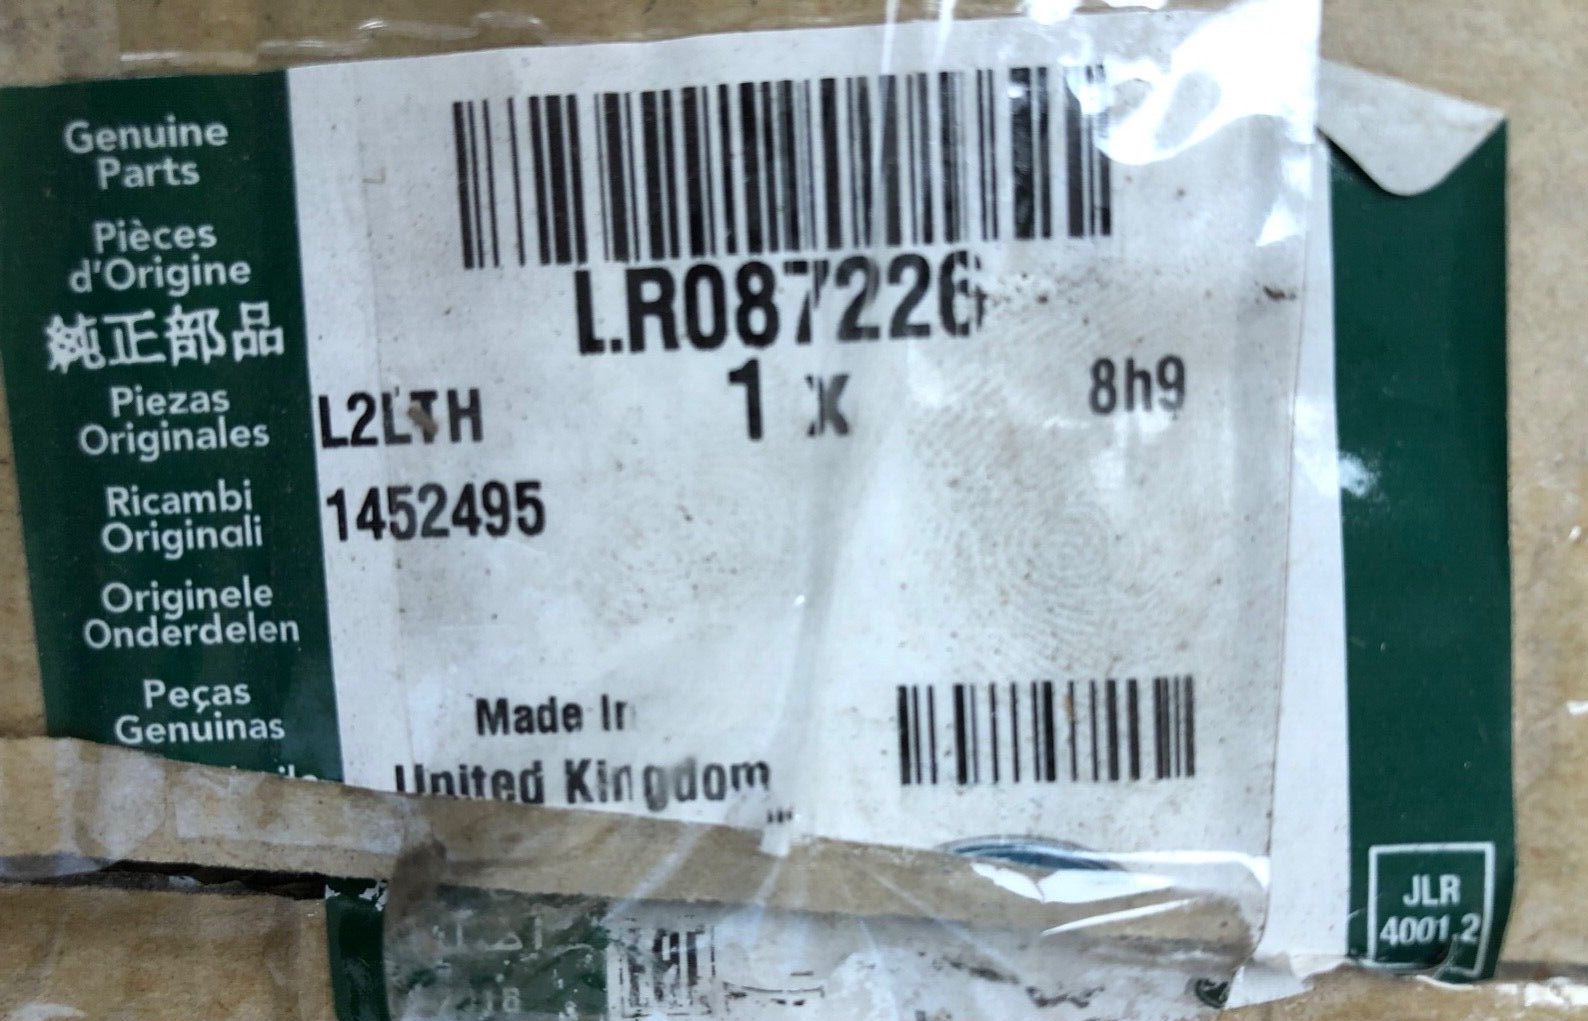 Genuine
Parts
Pièces
d'Origine
純正部品
Piezas
Originales
Ricambi
Originali
Originele
Onderdelen
Peças
Genuinas
LR087226
L2LTH
1 x
8h9
1452495
Made In
United Kingdom
JLR
4001.2